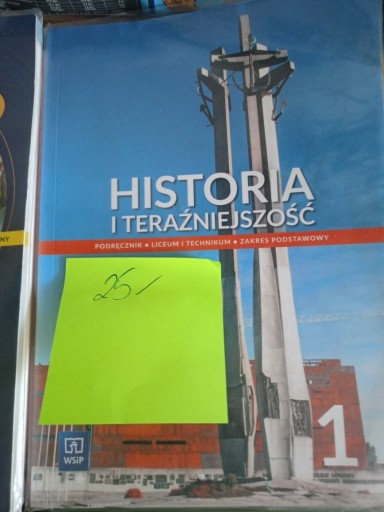 HISTORIA
I TERAŹNIEJSZOŚĆ
PODRĘCZNIK • LICEUM I TECHNIKUM • ZAKRES PODSTAWOWY
25/
1
WSiP